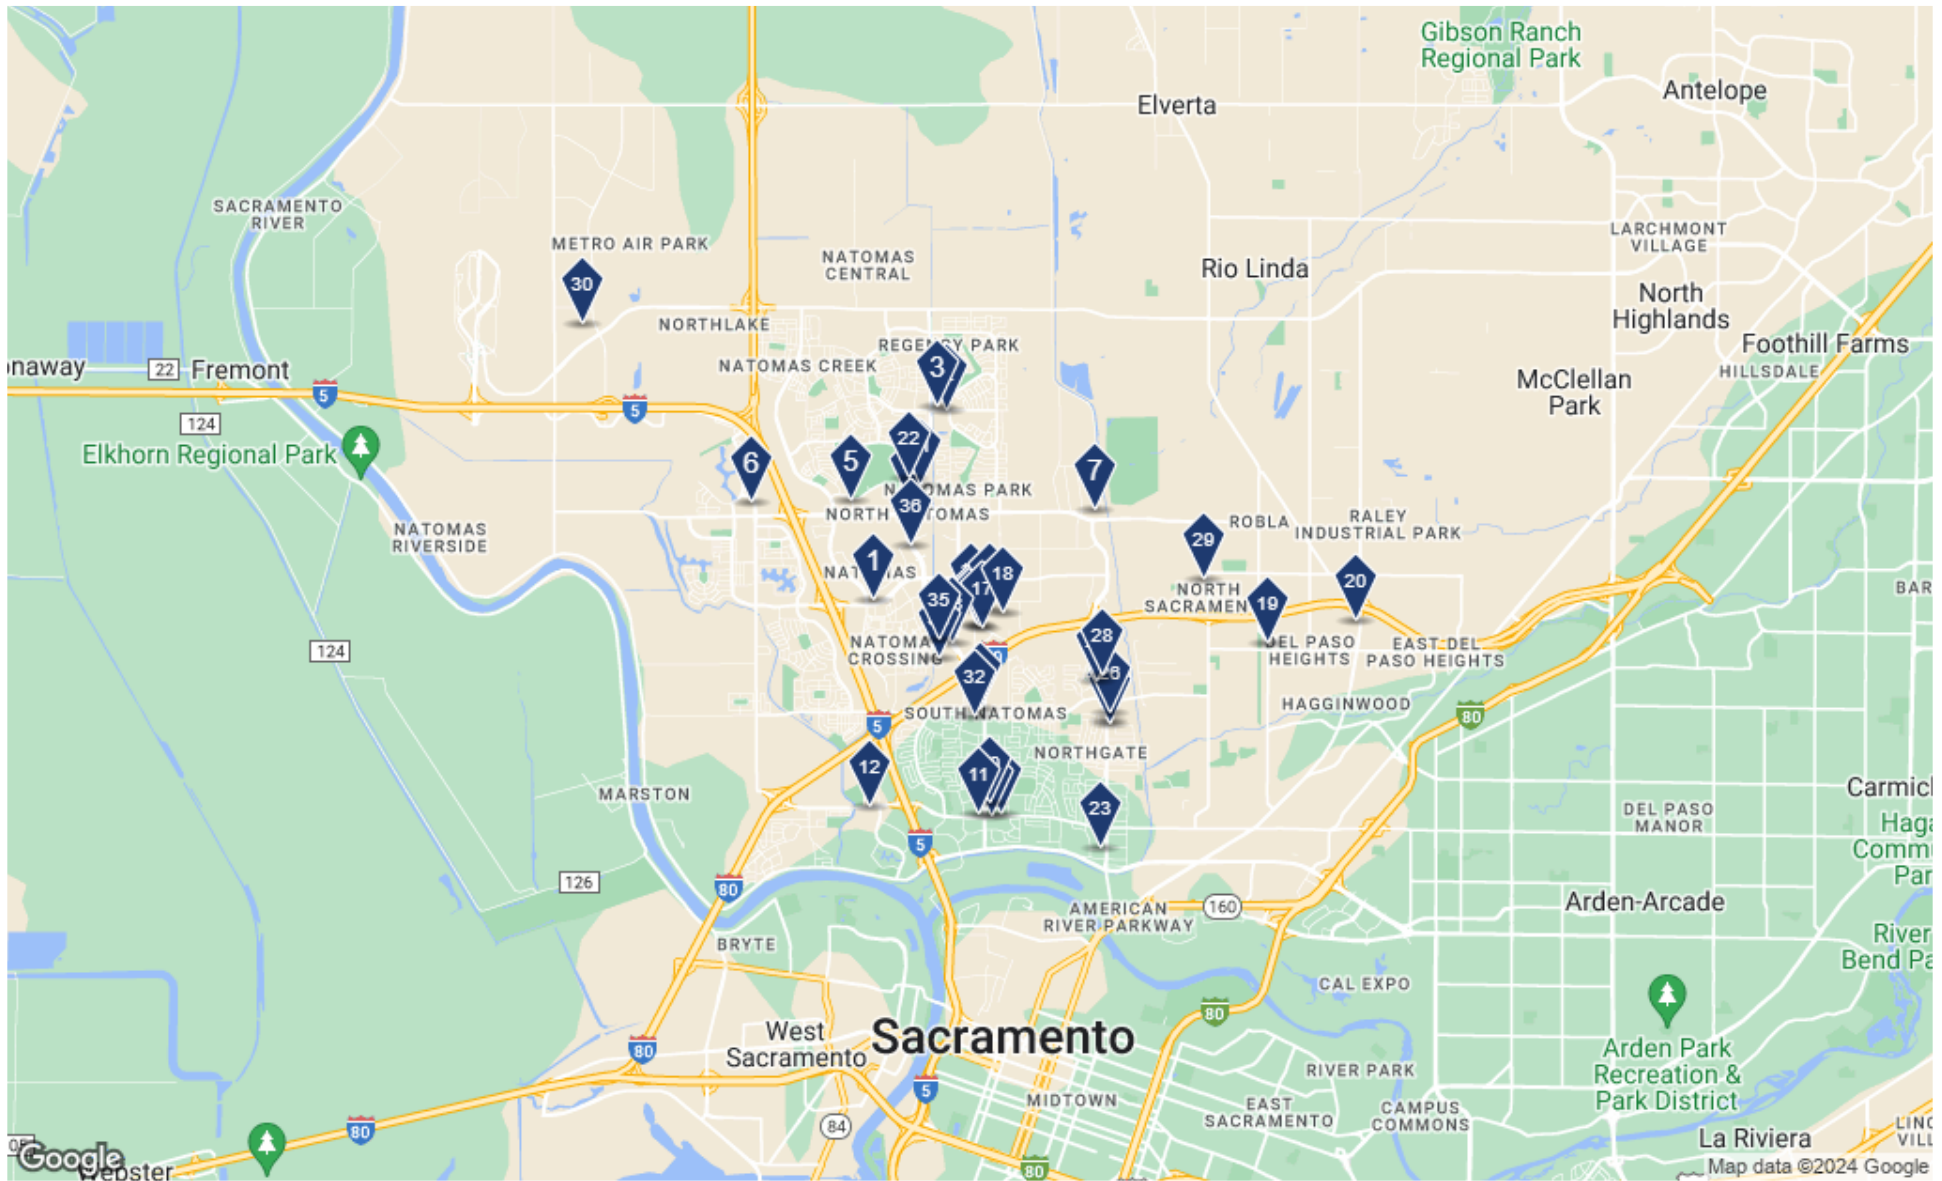 Gibson Ranch
Regional Park
Antelope
Elverta
SACRAMENTO
RIVER
METRO AIR PARK
NATOMAS
CENTRAL
LARCHMONT
VILLAGE
Rio Linda
30
North
Highlands
NORTHLAKE
REGENCY PARK
Foothill Farms
22
Fremont
NATOMAS CREEK
3
HILLSDALE
McClellan
Park
5
5
124
Elkhorn Regional Park
6
5
22
7
NATOMAS PARK
36
NORTH NATOMAS
NATOMAS
RIVERSIDE
ROBLA
RALEY
INDUSTRIAL PARK
29
1
NATOMAS
18
17
20
35
19
NORTH
SACRAMEN
28
124
NATOMA
CROSSING
DEL PASO
HEIGHTS
EAST DEL
PASO HEIGHTS
32
26
HAGGINWOOD
SOUTH NATOMAS
5
80
NORTHGATE
12
11
MARSTON
23
DEL PASO
MANOR
5
126
80
160
Arden-Arcade
AMERICAN
RIVER PARKWAY
BRYTE
River
CAL EXPO
80
West
Sacramento
Sacramento
80
Arden Park
Recreation &
Park District
RIVER PARK
5
MIDTOWN
EAST
SACRAMENTO
CAMPUS
COMMONS
84
80
La Riviera
Google
Webster
80
Map data ©2024 Google